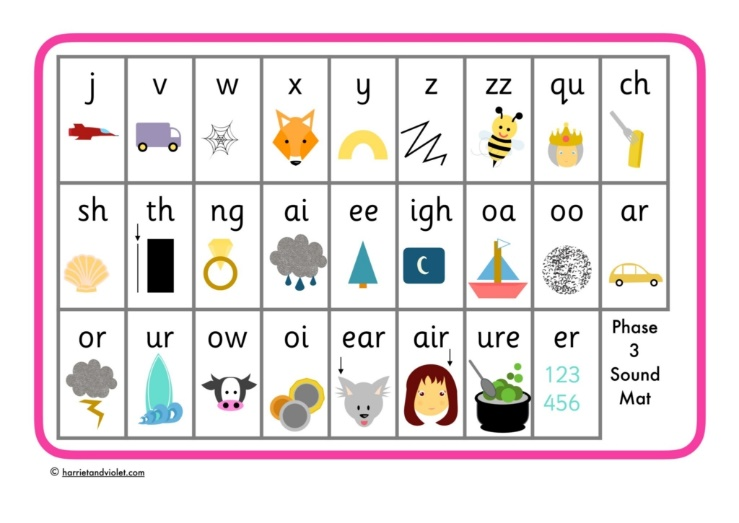 j v w x y z zz qu ch
sh th ng ai ee igh oa oo ar
or ur ow oi ear air ure er
123
456
Phase
3
Sound
Mat
© harrietandviolet.com